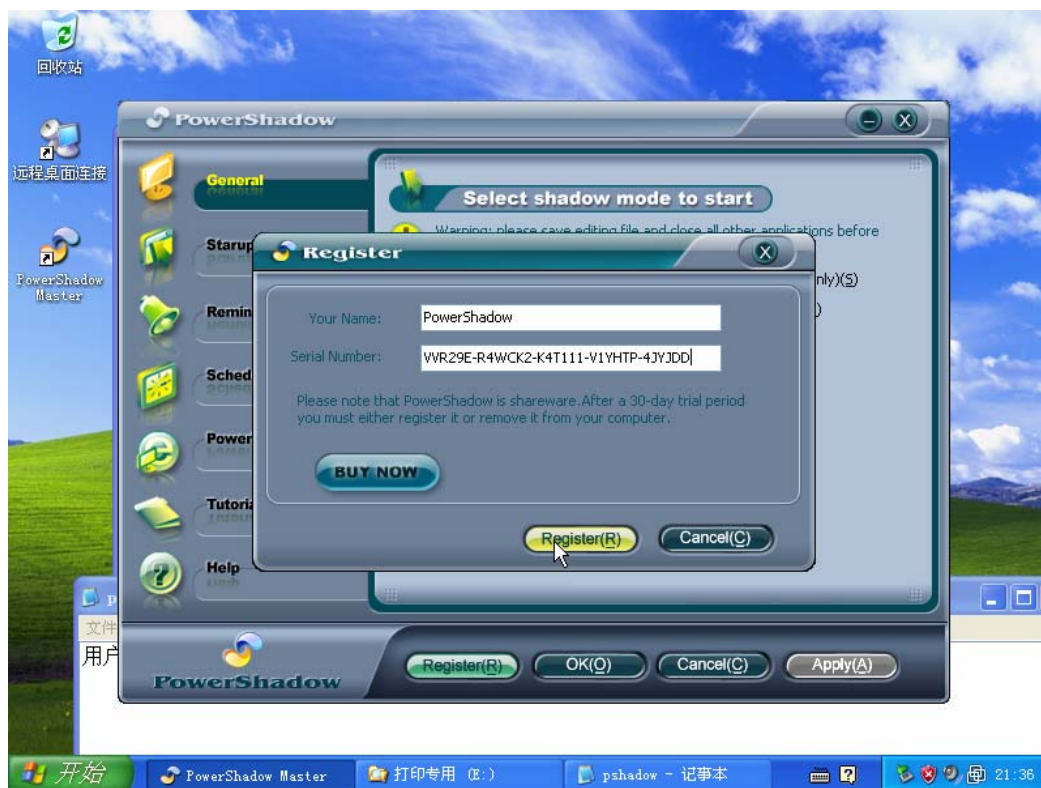 回收站
远程桌面连接
PowerShadow
Master
PowerShadow
General
Select shadow mode to start
Warning: please save editing file and close all other applications before
Starup
nly)(S)
Remin
)
Sched
Power
Tutoria
Help
Register
Your Name:
PowerShadow
Serial Number:
VVR29E-R4WCK2-K4T111-V1YHTP-4JYJDD
Please note that PowerShadow is shareware.After a 30-day trial period
you must either register it or remove it from your computer.
BUY NOW
Register(R)
Cancel(C)
p
文件
用户
PowerShadow
Register(R)
OK(O)
Cancel(C)
Apply(A)
开始
PowerShadow Master
打印专用 (E:)
pshadow - 记事本
21:36